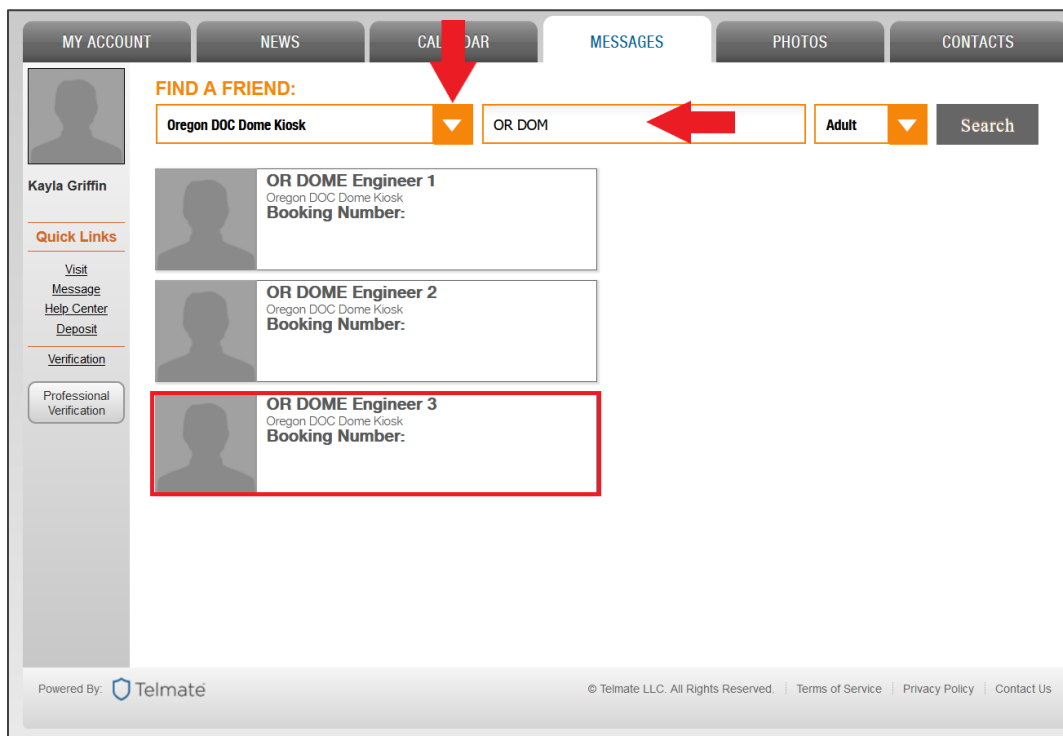 MY ACCOUNT
NEWS
CAL DAR
MESSAGES
PHOTOS
CONTACTS
FIND A FRIEND:
Oregon DOC Dome Kiosk
OR DOM
Adult
Search
Kayla Griffin
Quick Links
Visit
Message
Help Center
Deposit
Verification
Professional
Verification
OR DOME Engineer 1
Oregon DOC Dome Kiosk
Booking Number:
OR DOME Engineer 2
Oregon DOC Dome Kiosk
Booking Number:
OR DOME Engineer 3
Oregon DOC Dome Kiosk
Booking Number:
Powered By: Telmate
© Telmate LLC. All Rights Reserved. | Terms of Service | Privacy Policy | Contact Us